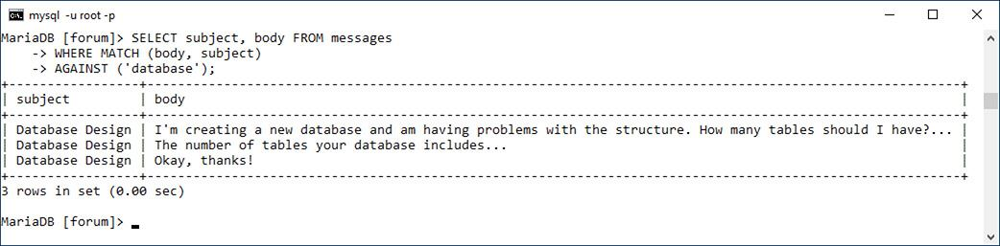 mysql -u root -p
MariaDB [forum]> SELECT subject, body FROM messages
    -> WHERE MATCH (body, subject)
    -> AGAINST ('database');
+-----------------+----------------------------------------------------------------------------------------------------------+
| subject         | body                                                                                                     |
+-----------------+----------------------------------------------------------------------------------------------------------+
| Database Design | I'm creating a new database and am having problems with the structure. How many tables should I have?... |
| Database Design | The number of tables your database includes...                                                           |
| Database Design | Okay, thanks!                                                                                            |
+-----------------+----------------------------------------------------------------------------------------------------------+
3 rows in set (0.00 sec)
MariaDB [forum]>